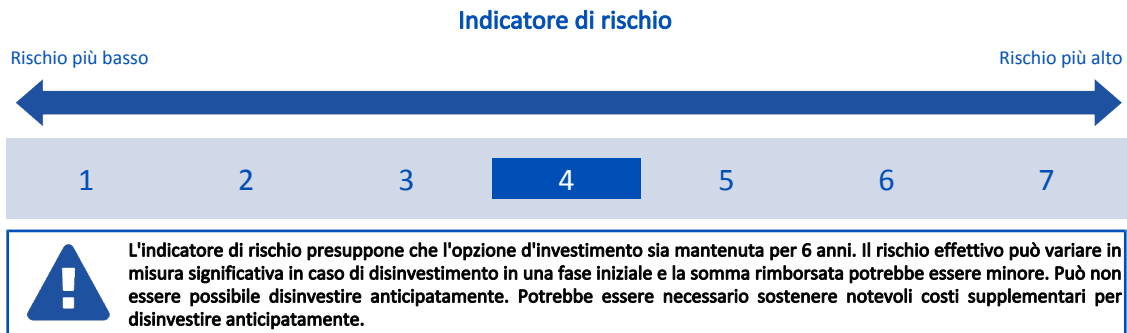 Indicatore di rischio
Rischio più basso
Rischio più alto
1 2 3 4 5 6 7
L'indicatore di rischio presuppone che l'opzione d'investimento sia mantenuta per 6 anni. Il rischio effettivo può variare in
misura significativa in caso di disinvestimento in una fase iniziale e la somma rimborsata potrebbe essere minore. Può non
essere possibile disinvestire anticipatamente. Potrebbe essere necessario sostenere notevoli costi supplementari per
disinvestire anticipatamente.